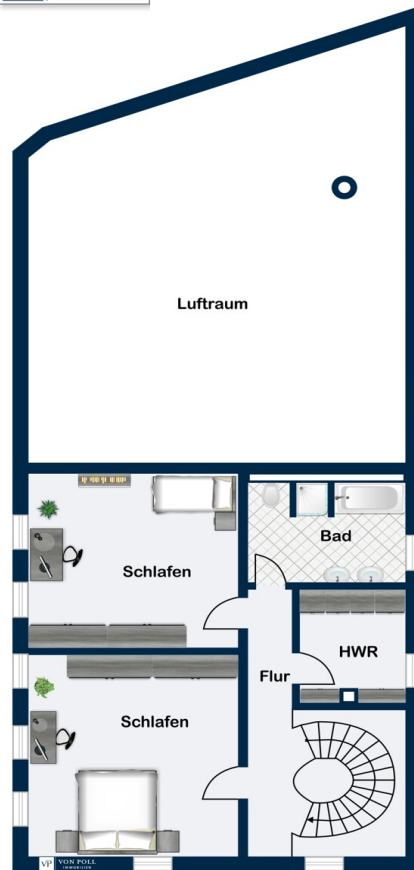 Luftraum
Bad
Schlafen
HWR
Flur
Schlafen
VP VON POLL
IMMOBILIEN